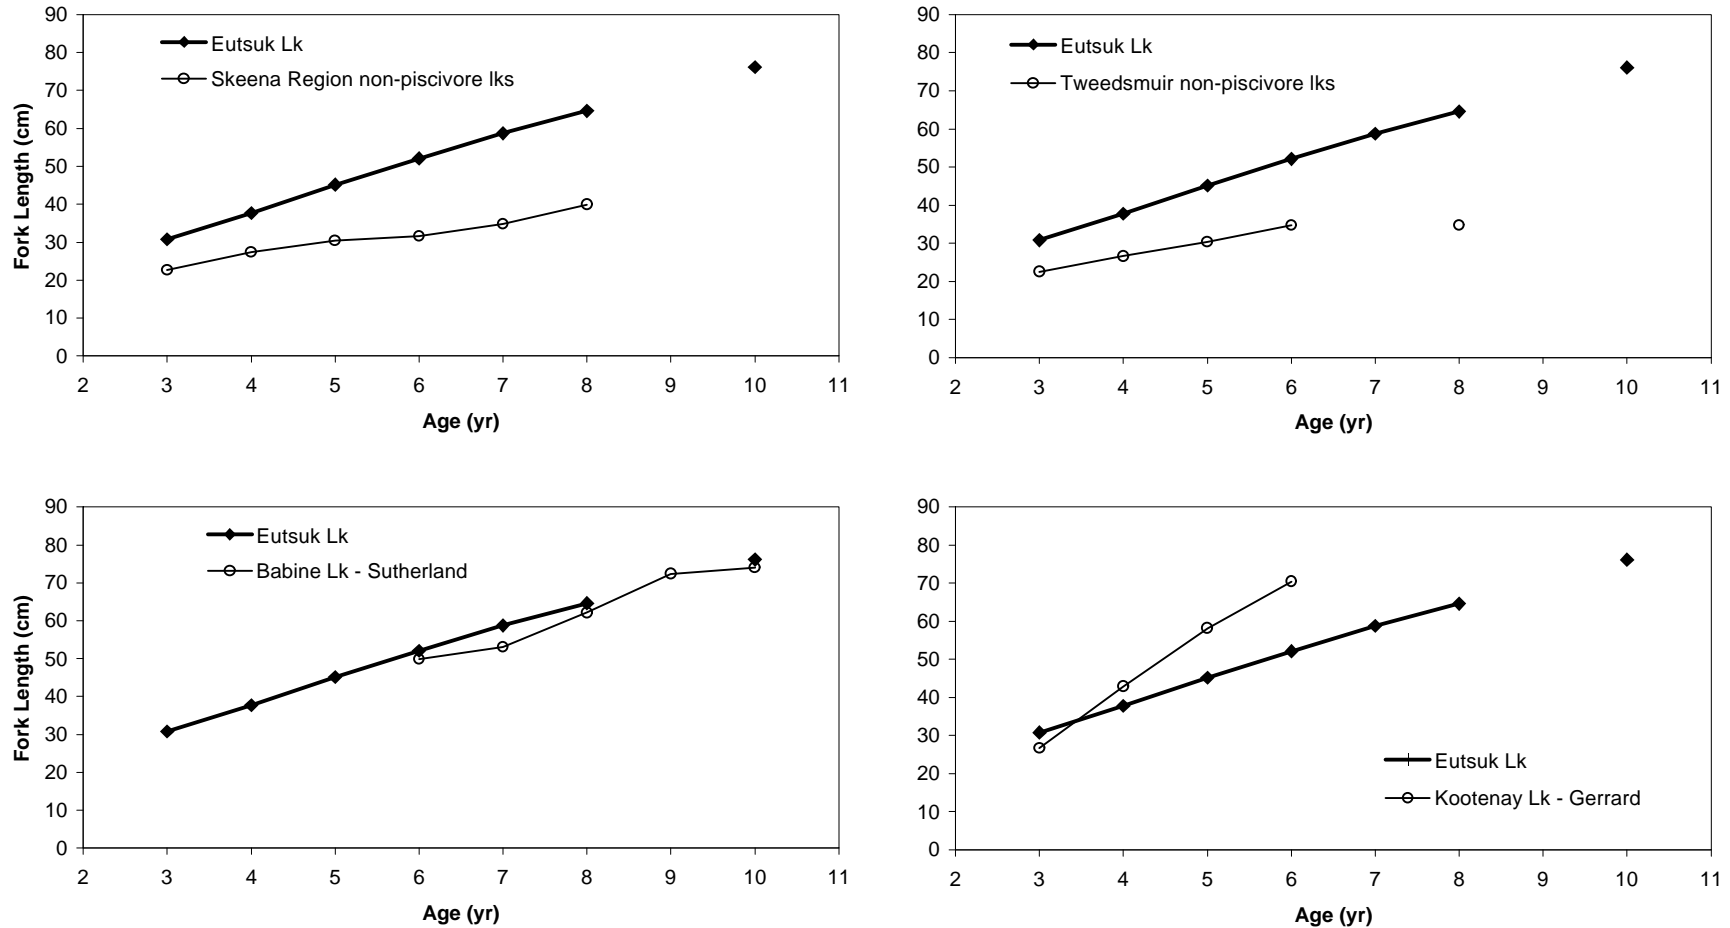 90
80
70
60
50
40
30
20
10
0
Fork Length (cm)
Eutsuk Lk
Skeena Region non-piscivore lks
2 3 4 5 6 7 8 9 10 11
Age (yr)
90
80
70
60
50
40
30
20
10
0
Eutsuk Lk
Tweedsmuir non-piscivore lks
2 3 4 5 6 7 8 9 10 11
Age (yr)
90
80
70
60
50
40
30
20
10
0
Fork Length (cm)
Eutsuk Lk
Babine Lk - Sutherland
2 3 4 5 6 7 8 9 10 11
Age (yr)
90
80
70
60
50
40
30
20
10
0
Eutsuk Lk
Kootenay Lk - Gerrard
2 3 4 5 6 7 8 9 10 11
Age (yr)